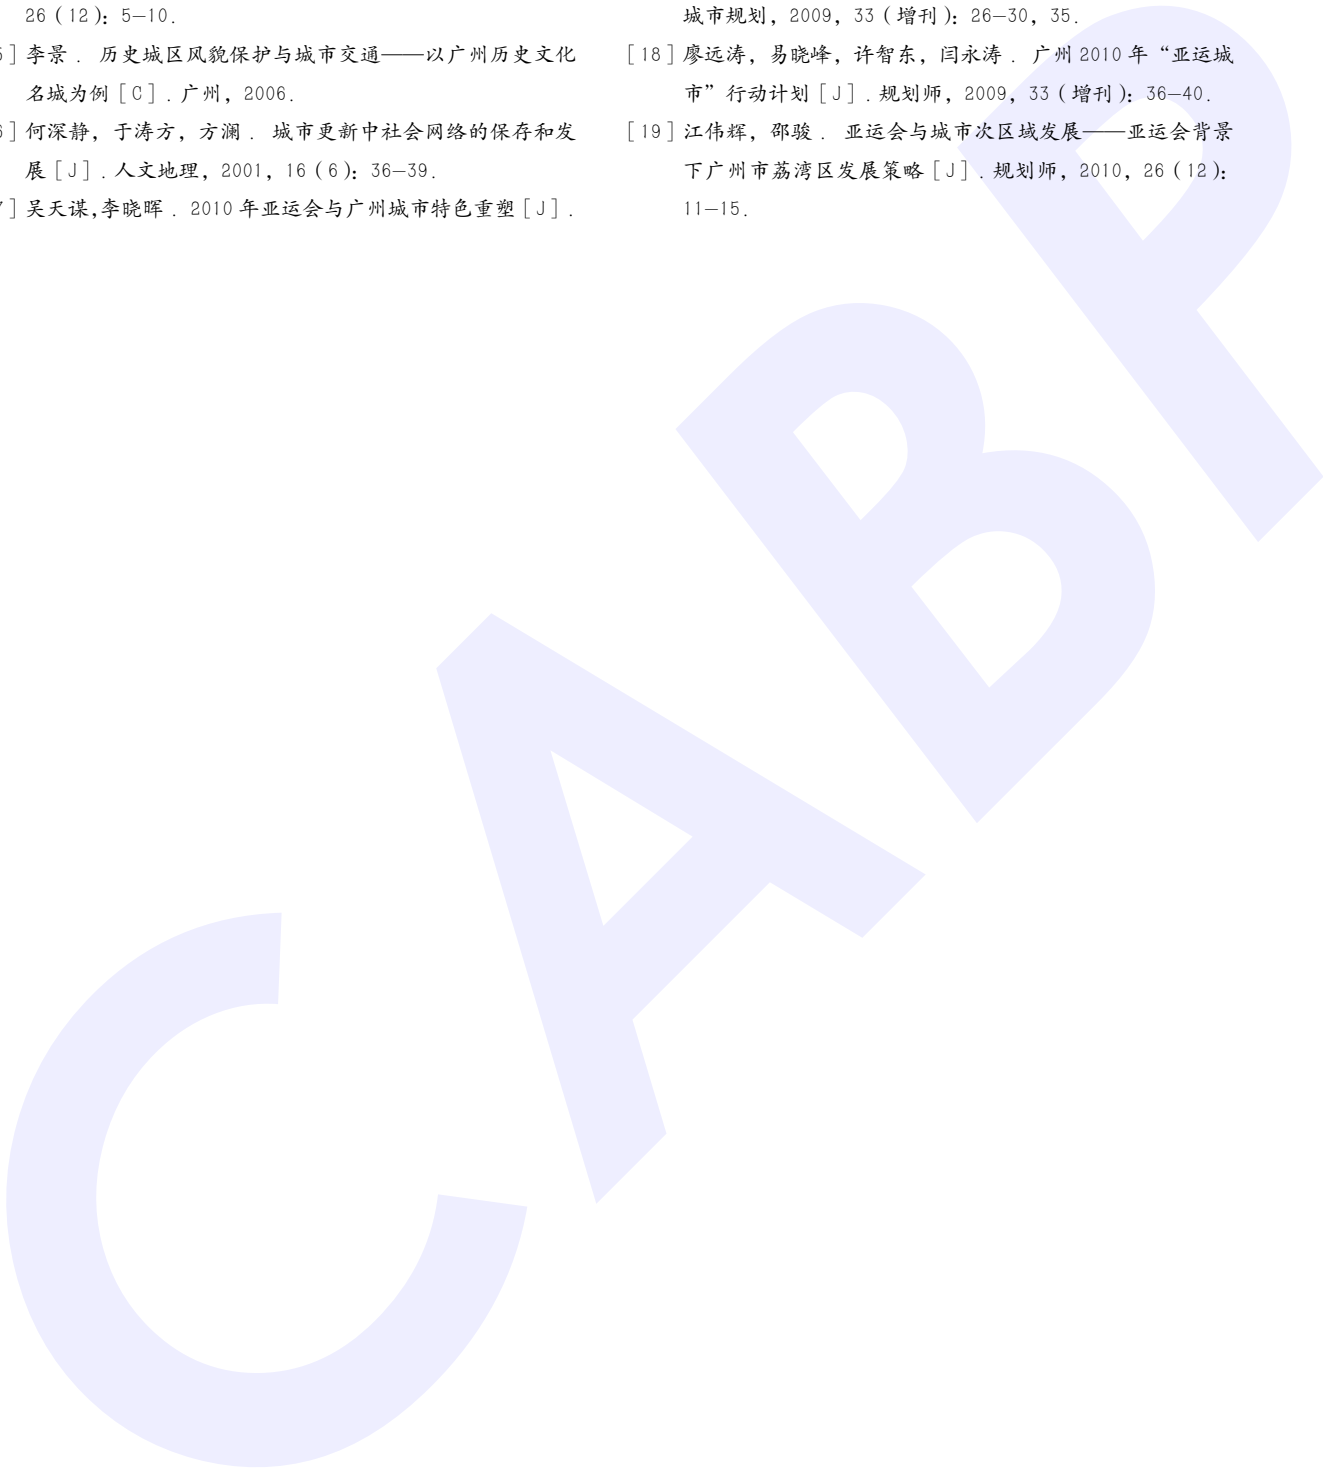 26（12）：5—10.
5］李景． 历史城区风貌保护与城市交通——以广州历史文化
名城为例［C］．广州，2006.
6］何深静，于涛方，方澜． 城市更新中社会网络的保存和发
展［J］．人文地理，2001，16（6）：36—39.
7］吴天谋,李晓晖． 2010 年亚运会与广州城市特色重塑［J］．
城市规划，2009，33（增刊）：26—30，35.
［18］廖远涛，易晓峰，许智东，闫永涛． 广州 2010 年“亚运城
市”行动计划［J］．规划师，2009，33（增刊）：36—40.
［19］江伟辉，邵骏． 亚运会与城市次区域发展——亚运会背景
下广州市荔湾区发展策略［J］．规划师，2010，26（12）：
11—15.
CABP